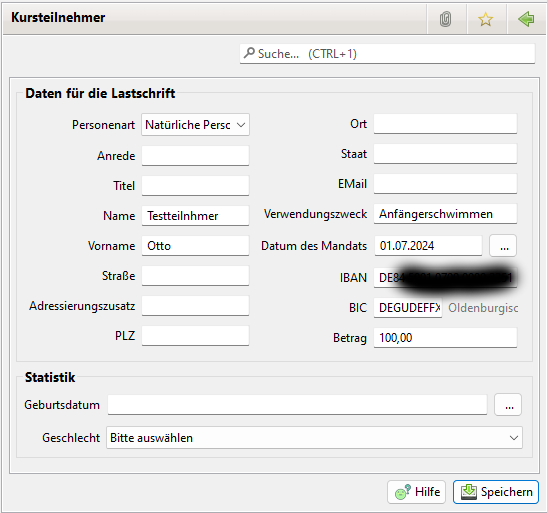 Kursteilnehmer
Suche... (CTRL+1)
Daten für die Lastschrift
Personenart Natürliche Persc
Anrede
Titel
Name Testteilnhmer
Vorname Otto
Straße
Adressierungszusatz
PLZ
Ort
Staat
EMail
Verwendungszweck Anfängerschwimmen
Datum des Mandats 01.07.2024 ...
IBAN
BIC DEGUDEFFX Oldenburgisc
Betrag 100,00
Statistik
Geburtsdatum ...
Geschlecht Bitte auswählen
Hilfe Speichern